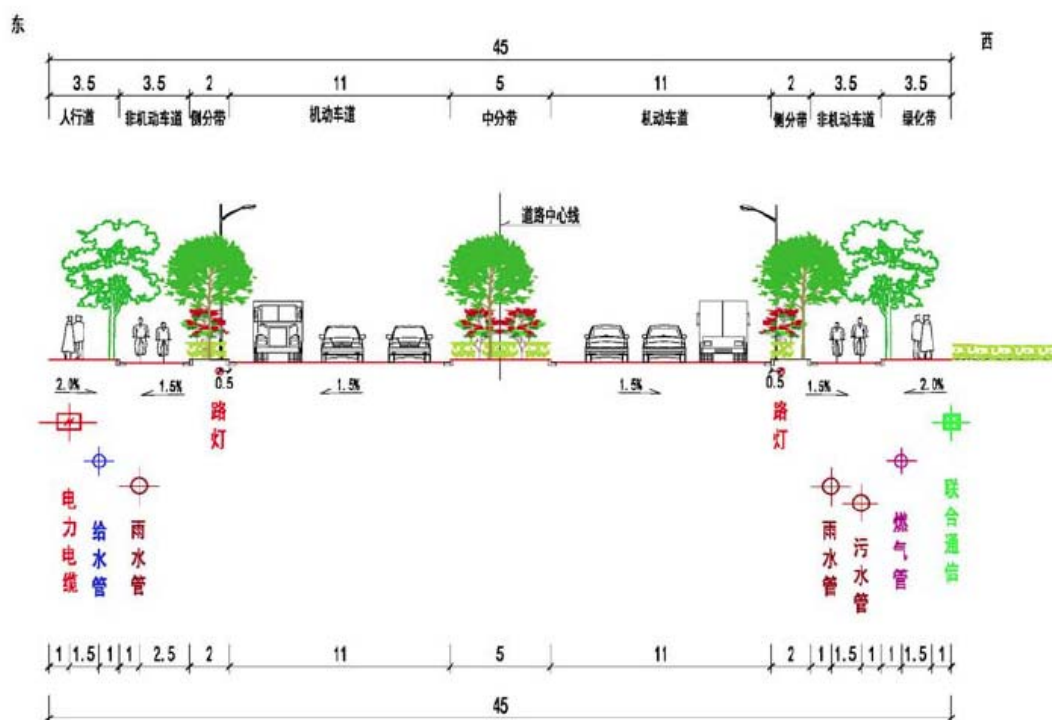 东
西
45
3.5 3.5 2 11 5 11 2 3.5 3.5
人行道 非机动车道 侧分带 机动车道 中分带 机动车道 侧分带 非机动车道 绿化带
道路中心线
0.5 0.5
2.0% 1.5% 1.5% 1.5% 1.5% 2.0%
路灯
路灯
电力电缆
给水管
雨水管
雨水管
污水管
燃气管
联合通信
1 1.5 1 1 2.5 2 11 5 11 2 1 1.5 1 1 1.5 1
45